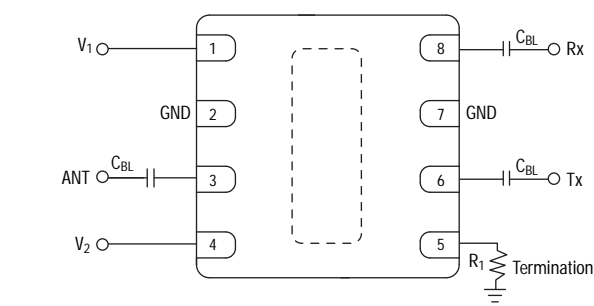 V1
1
8
CBL
Rx
GND
2
7
GND
ANT
CBL
3
6
CBL
Tx
V2
4
5
R1
Termination